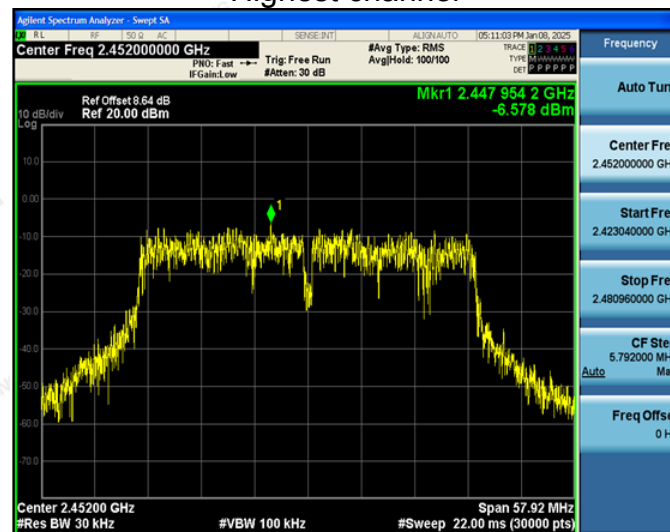 Highest channel
Agilent Spectrum Analyzer - Swept SA
RL RF 50 Ω AC SENSE:INT ALIGN AUTO 05:11:03 PM Jan 08, 2025
Center Freq 2.452000000 GHz
PNO: Fast
IFGain:Low
Trig: Free Run
#Atten: 30 dB
#Avg Type: RMS
Avg|Hold: 100/100
TRACE 1 2 3 4 5 6
TYPE M
DET P P P P P P
Ref Offset 8.64 dB
10 dB/div Ref 20.00 dBm
Log
Mkr1 2.447 954 2 GHz
-6.578 dBm
1
10.0
0.00
-10.0
-20.0
-30.0
-40.0
-50.0
-60.0
-70.0
Center 2.45200 GHz Span 57.92 MHz
#Res BW 30 kHz #VBW 100 kHz #Sweep 22.00 ms (30000 pts)
Frequency
Auto Tun
Center Fre
2.452000000 GH
Start Fre
2.423040000 GH
Stop Fre
2.480960000 GH
CF Ste
5.792000 MH
Auto Ma
Freq Offse
0 H